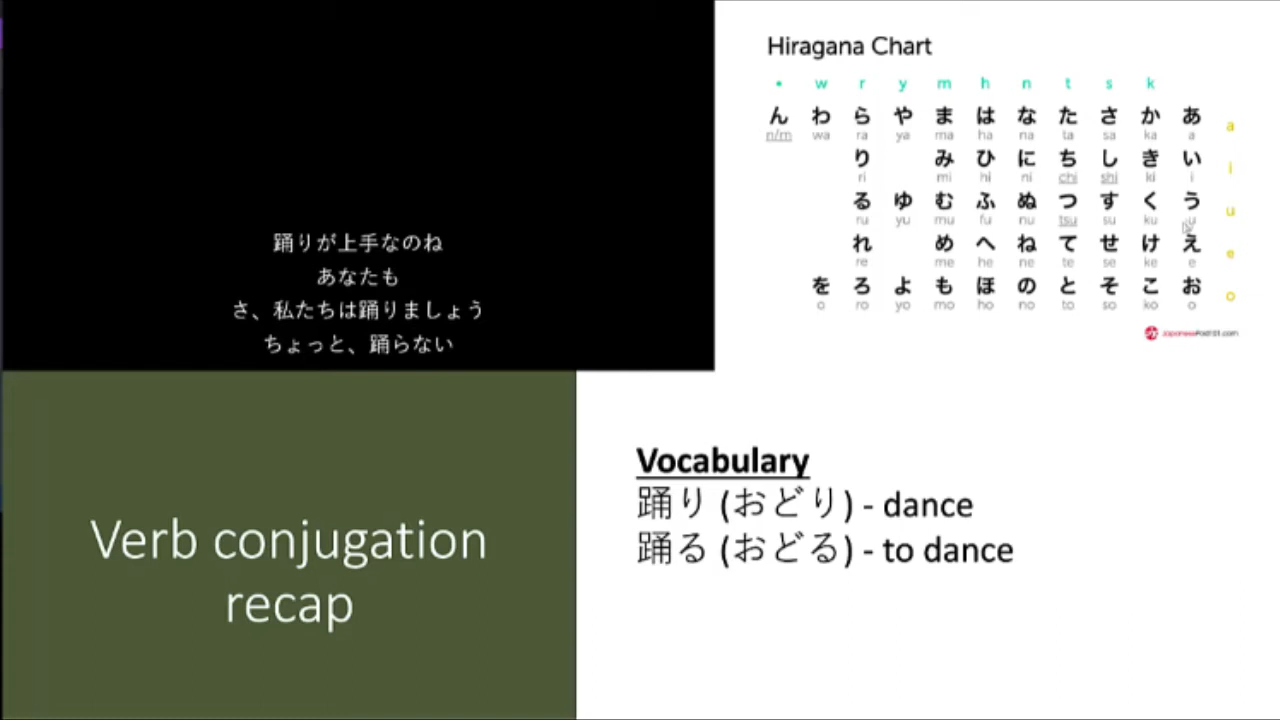 踊りが上手なのね
あなたも
さ、私たちは踊りましょう
ちょっと、踊らない
Hiragana Chart
• w r y m h n t s k
ん わ ら や ま は な た さ か あ
n/m wa ra ya ma ha na ta sa ka a a
り み ひ に ち し き い
ri mi hi ni chi shi ki i i
る ゆ む ふ ぬ つ す く う
ru yu mu fu nu tsu su ku u u
れ め へ ね て せ け え
re me he ne te se ke e e
を ろ よ も ほ の と そ こ お
o ro yo mo ho no to so ko o o
JapanesePod101.com
Verb conjugation
recap
Vocabulary
踊り (おどり) - dance
踊る (おどる) - to dance